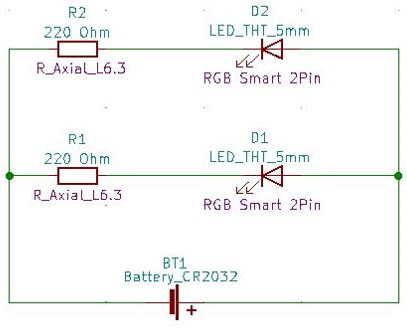 R2
220 Ohm
R_Axial_L6.3
D2
LED_THT_5mm
RGB Smart 2Pin
R1
220 Ohm
R_Axial_L6.3
D1
LED_THT_5mm
RGB Smart 2Pin
BT1
Battery_CR2032
+